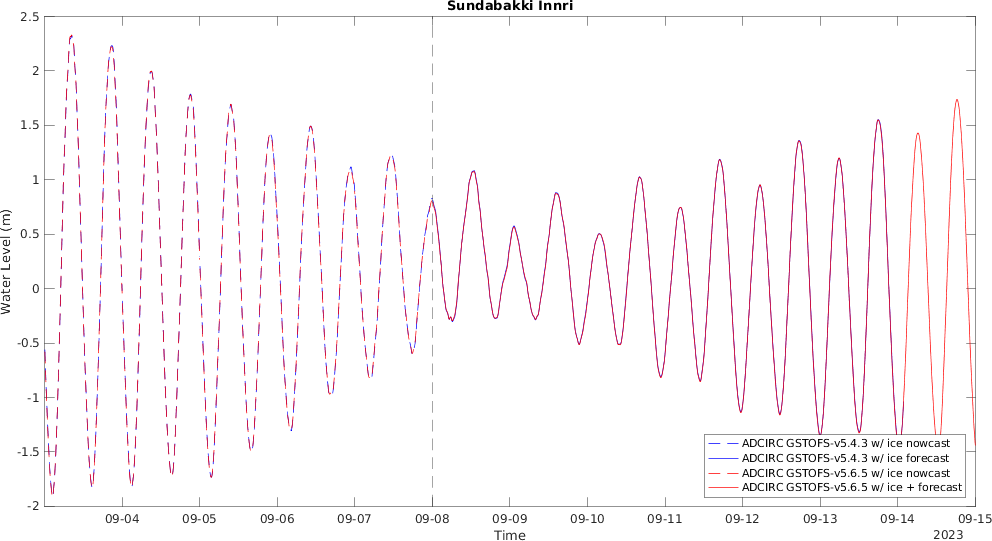 Sundabakki Innri
2.5
2
1.5
1
0.5
0
-0.5
-1
-1.5
-2
Water Level (m)
09-04 09-05 09-06 09-07 09-08 09-09 09-10 09-11 09-12 09-13 09-14 09-15
2023
Time
ADCIRC GSTOFS-v5.4.3 w/ ice nowcast
ADCIRC GSTOFS-v5.4.3 w/ ice forecast
ADCIRC GSTOFS-v5.6.5 w/ ice nowcast
ADCIRC GSTOFS-v5.6.5 w/ ice + forecast